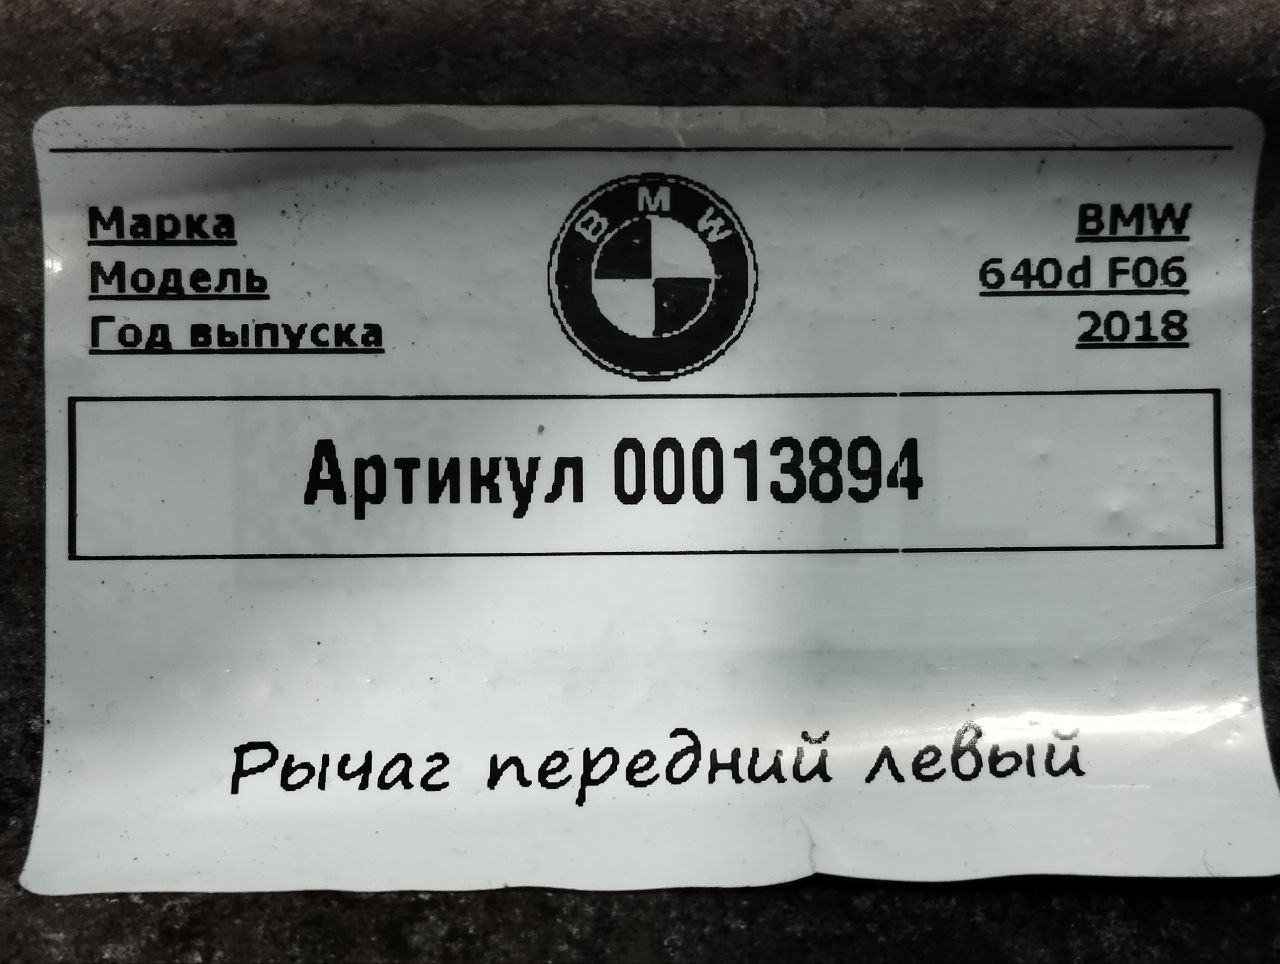 Марка BMW
Модель 640d F06
Год выпуска 2018
BMW
Артикул 00013894
Рычаг передний левый